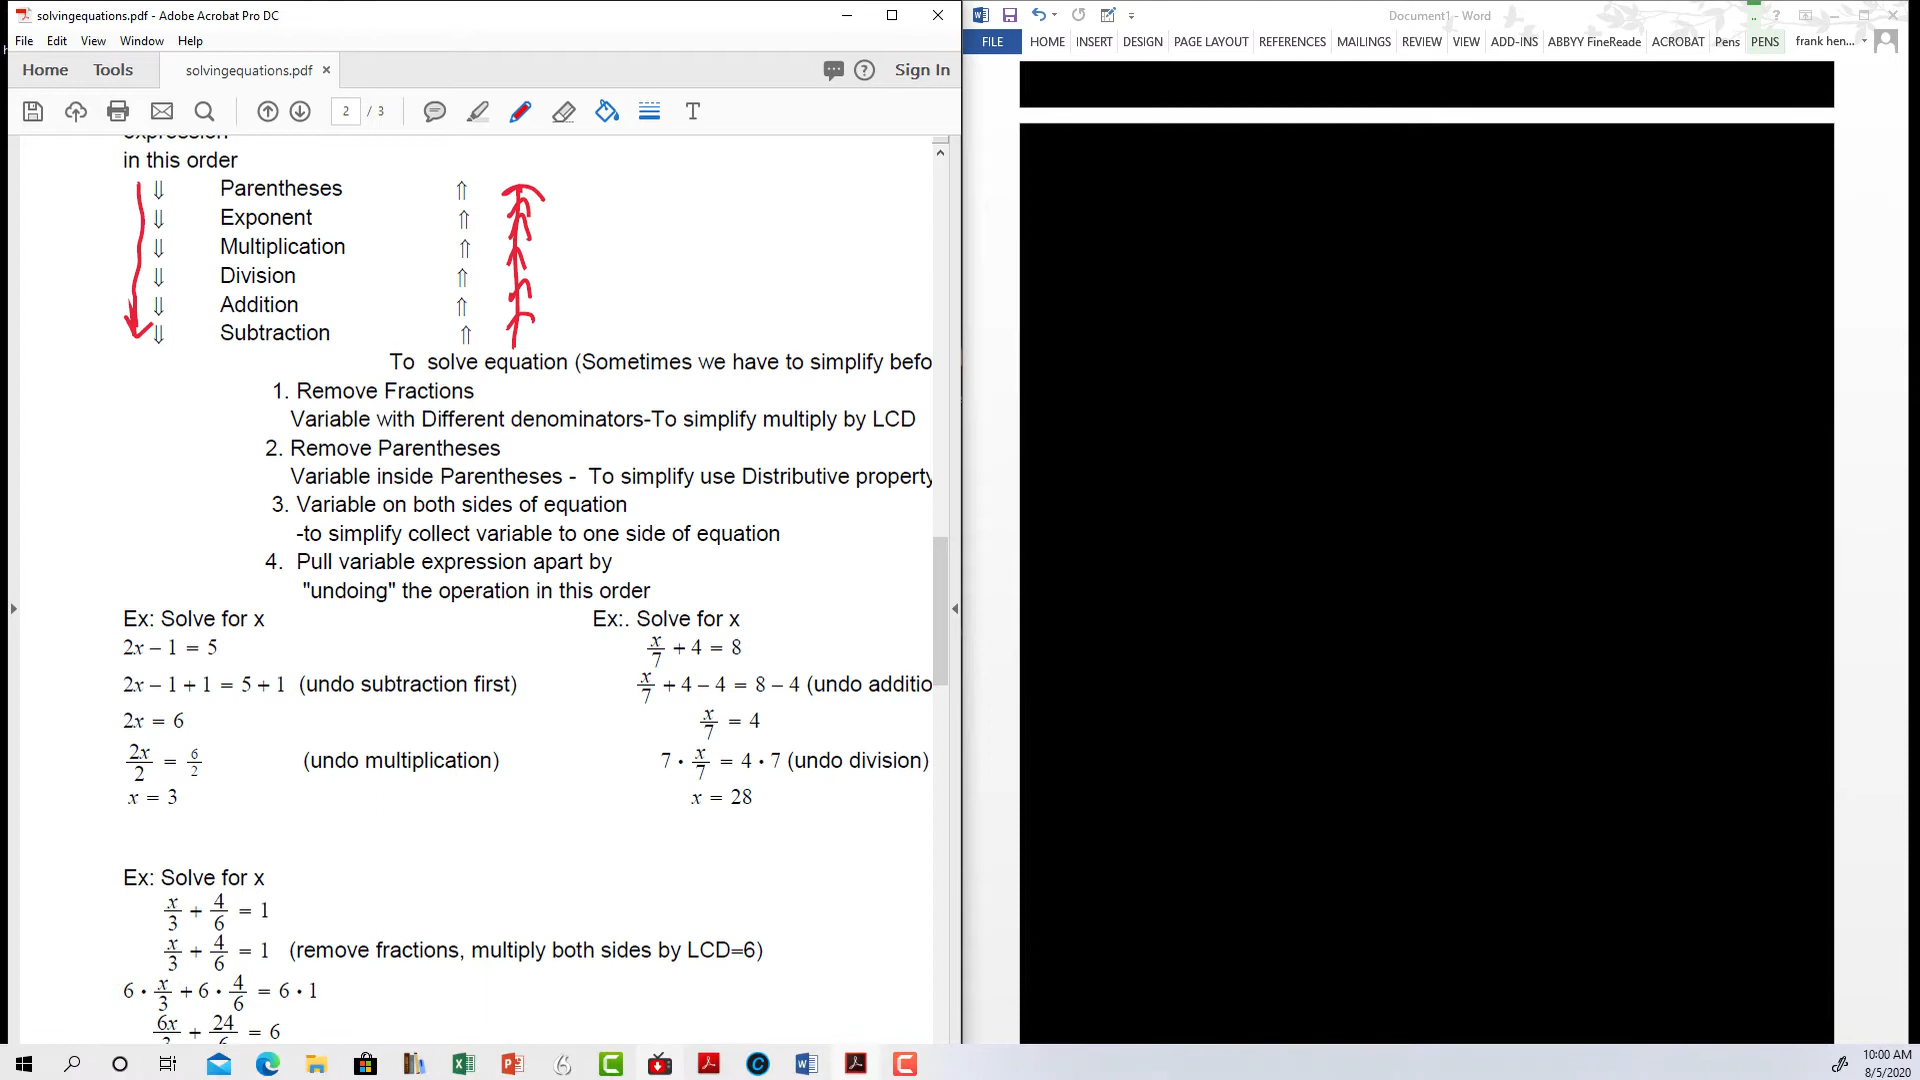 solvingequations.pdf - Adobe Acrobat Pro DC
File Edit View Window Help
Home Tools solvingequations.pdf × Sign In
2 / 3
expression
in this order
⇓ Parentheses ⇑
⇓ Exponent ⇑
⇓ Multiplication ⇑
⇓ Division ⇑
⇓ Addition ⇑
⇓ Subtraction ⇑
To solve equation (Sometimes we have to simplify befo
1. Remove Fractions
Variable with Different denominators-To simplify multiply by LCD
2. Remove Parentheses
Variable inside Parentheses - To simplify use Distributive property
3. Variable on both sides of equation
-to simplify collect variable to one side of equation
4. Pull variable expression apart by
"undoing" the operation in this order
Ex: Solve for x
2x – 1 = 5
2x – 1 + 1 = 5 + 1 (undo subtraction first)
2x = 6
2x/2 = 6/2 (undo multiplication)
x = 3
Ex:. Solve for x
x/7 + 4 = 8
x/7 + 4 – 4 = 8 – 4 (undo additio
x/7 = 4
7 • x/7 = 4 • 7 (undo division)
x = 28
Ex: Solve for x
x/3 + 4/6 = 1
x/3 + 4/6 = 1 (remove fractions, multiply both sides by LCD=6)
6 • x/3 + 6 • 4/6 = 6 • 1
6x/3 + 24/6 = 6
Document1 - Word
FILE HOME INSERT DESIGN PAGE LAYOUT REFERENCES MAILINGS REVIEW VIEW ADD-INS ABBYY FineReade ACROBAT Pens PENS frank hen...
10:00 AM
8/5/2020